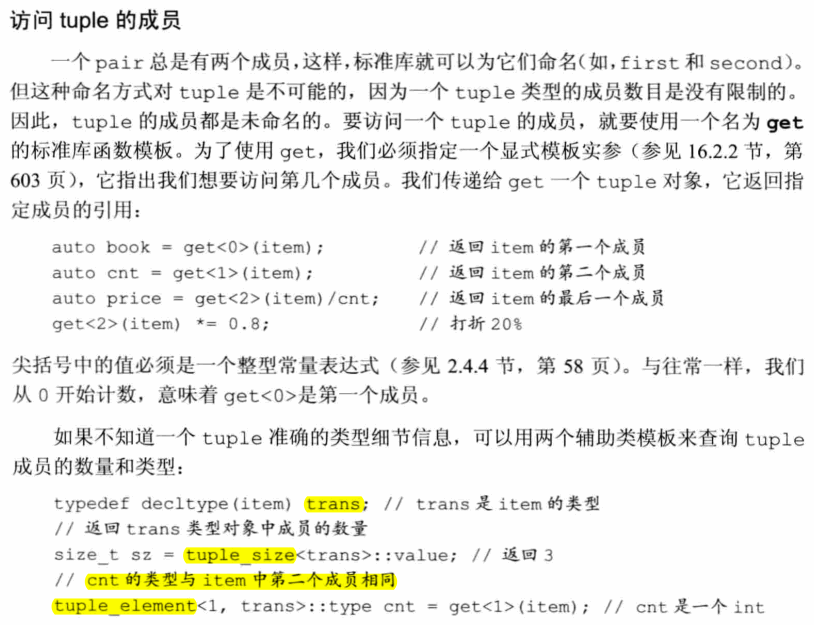 访问 tuple 的成员
一个 pair 总是有两个成员,这样,标准库就可以为它们命名(如,first 和 second)。
但这种命名方式对 tuple 是不可能的,因为一个 tuple 类型的成员数目是没有限制的。
因此,tuple 的成员都是未命名的。要访问一个 tuple 的成员,就要使用一个名为 get
的标准库函数模板。为了使用 get,我们必须指定一个显式模板实参(参见 16.2.2 节,第
603 页),它指出我们想要访问第几个成员。我们传递给 get 一个 tuple 对象,它返回指
定成员的引用:
auto book = get<0>(item); // 返回 item 的第一个成员
auto cnt = get<1>(item); // 返回 item 的第二个成员
auto price = get<2>(item)/cnt; // 返回 item 的最后一个成员
get<2>(item) *= 0.8; // 打折 20%
尖括号中的值必须是一个整型常量表达式(参见 2.4.4 节,第 58 页)。与往常一样,我们
从 0 开始计数,意味着 get<0>是第一个成员。
如果不知道一个 tuple 准确的类型细节信息,可以用两个辅助类模板来查询 tuple
成员的数量和类型:
typedef decltype(item) trans; // trans 是 item 的类型
// 返回 trans 类型对象中成员的数量
size_t sz = tuple_size<trans>::value; // 返回 3
// cnt 的类型与 item 中第二个成员相同
tuple_element<1, trans>::type cnt = get<1>(item); // cnt 是一个 int